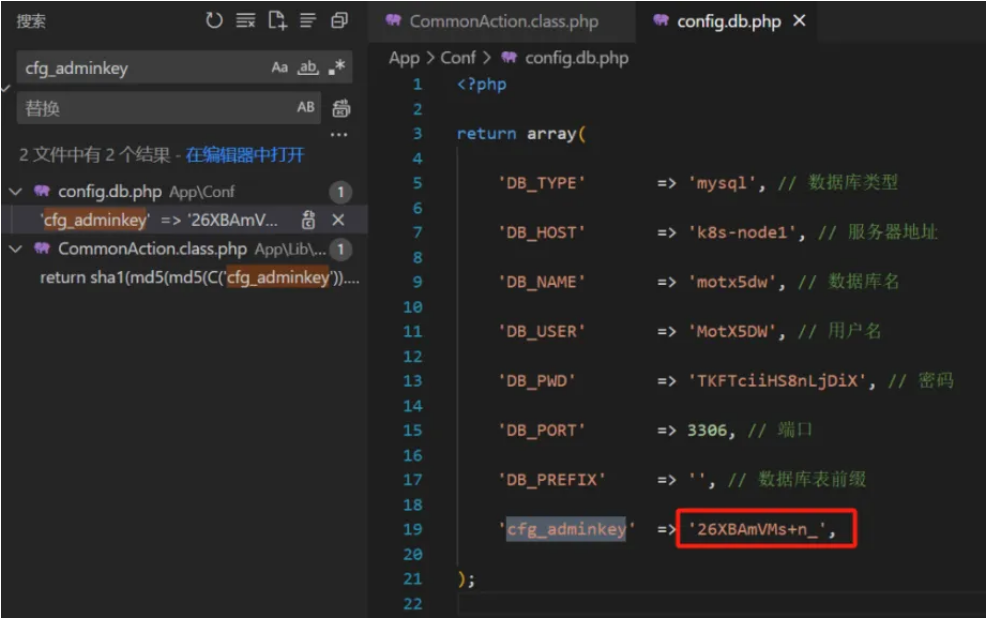 搜索
cfg_adminkey
Aa ab .*
替换
AB
...
2 文件中有 2 个结果 - 在编辑器中打开
config.db.php App\Conf 1
'cfg_adminkey' => '26XBAmV...
CommonAction.class.php App\Lib\... 1
return sha1(md5(md5(C('cfg_adminkey'))....
CommonAction.class.php
config.db.php
App > Conf > config.db.php
1 <?php
2
3 return array(
4
5 'DB_TYPE' => 'mysql', // 数据库类型
6
7 'DB_HOST' => 'k8s-node1', // 服务器地址
8
9 'DB_NAME' => 'motx5dw', // 数据库名
10
11 'DB_USER' => 'MotX5DW', // 用户名
12
13 'DB_PWD' => 'TKFTciiHS8nLjDiX', // 密码
14
15 'DB_PORT' => 3306, // 端口
16
17 'DB_PREFIX' => '', // 数据库表前缀
18
19 'cfg_adminkey' => '26XBAmVMs+n_',
20
21 );
22